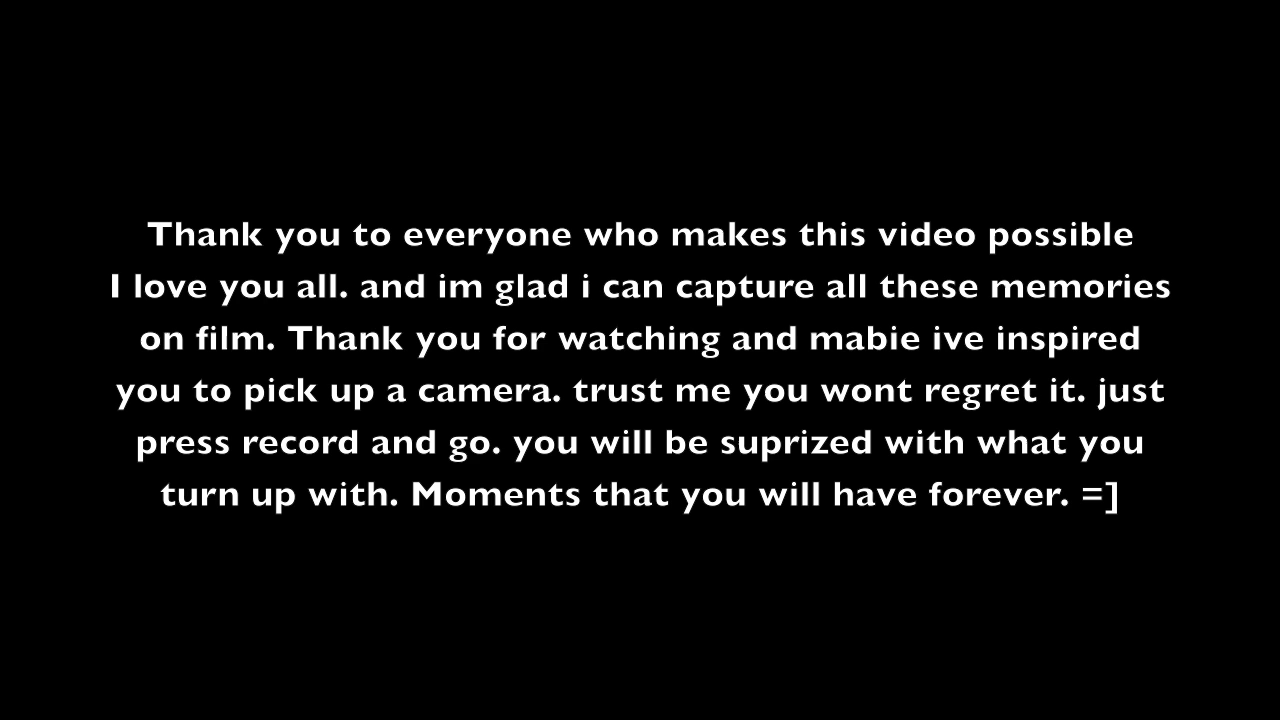 Thank you to everyone who makes this video possible
I love you all. and im glad i can capture all these memories
on film. Thank you for watching and mabie ive inspired
you to pick up a camera. trust me you wont regret it. just
press record and go. you will be suprized with what you
turn up with. Moments that you will have forever. =]